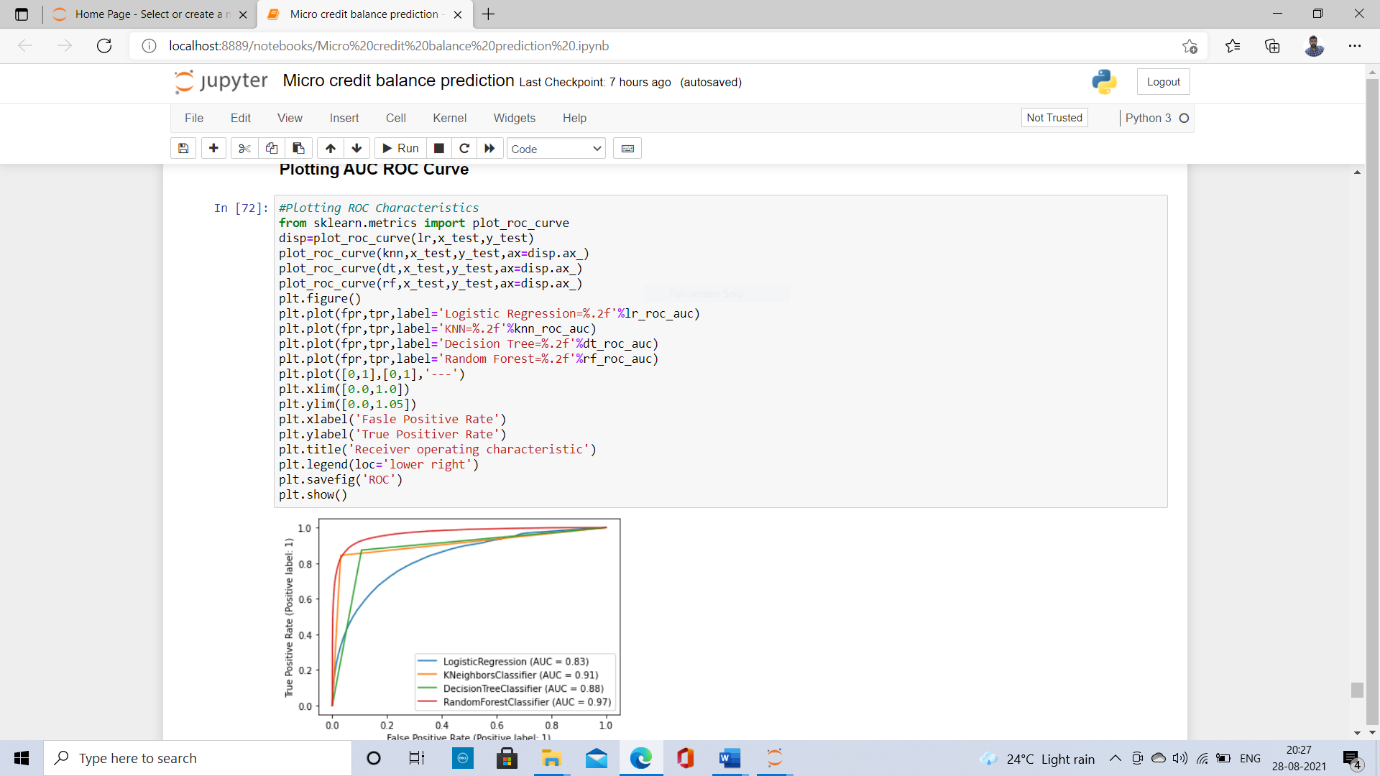 Home Page - Select or create a n
Micro credit balance prediction -
localhost:8889/notebooks/Micro%20credit%20balance%20prediction%20.ipynb
jupyter Micro credit balance prediction Last Checkpoint: 7 hours ago (autosaved)
Logout
File Edit View Insert Cell Kernel Widgets Help
Not Trusted
Python 3
Run
Code
Plotting AUC ROC Curve
In [72]:
#Plotting ROC Characteristics
from sklearn.metrics import plot_roc_curve
disp=plot_roc_curve(lr,x_test,y_test)
plot_roc_curve(knn,x_test,y_test,ax=disp.ax_)
plot_roc_curve(dt,x_test,y_test,ax=disp.ax_)
plot_roc_curve(rf,x_test,y_test,ax=disp.ax_)
plt.figure()
plt.plot(fpr,tpr,label='Logistic Regression=%.2f'%lr_roc_auc)
plt.plot(fpr,tpr,label='KNN=%.2f'%knn_roc_auc)
plt.plot(fpr,tpr,label='Decision Tree=%.2f'%dt_roc_auc)
plt.plot(fpr,tpr,label='Random Forest=%.2f'%rf_roc_auc)
plt.plot([0,1],[0,1],'---')
plt.xlim([0.0,1.0])
plt.ylim([0.0,1.05])
plt.xlabel('Fasle Positive Rate')
plt.ylabel('True Positiver Rate')
plt.title('Receiver operating characteristic')
plt.legend(loc='lower right')
plt.savefig('ROC')
plt.show()
True Positive Rate (Positive label: 1)
1.0
0.8
0.6
0.4
0.2
0.0
LogisticRegression (AUC = 0.83)
KNeighborsClassifier (AUC = 0.91)
DecisionTreeClassifier (AUC = 0.88)
RandomForestClassifier (AUC = 0.97)
0.0 0.2 0.4 0.6 0.8 1.0
False Positive Rate (Positive label: 1)
Type here to search
24°C Light rain
ENG
20:27
28-08-2021
4